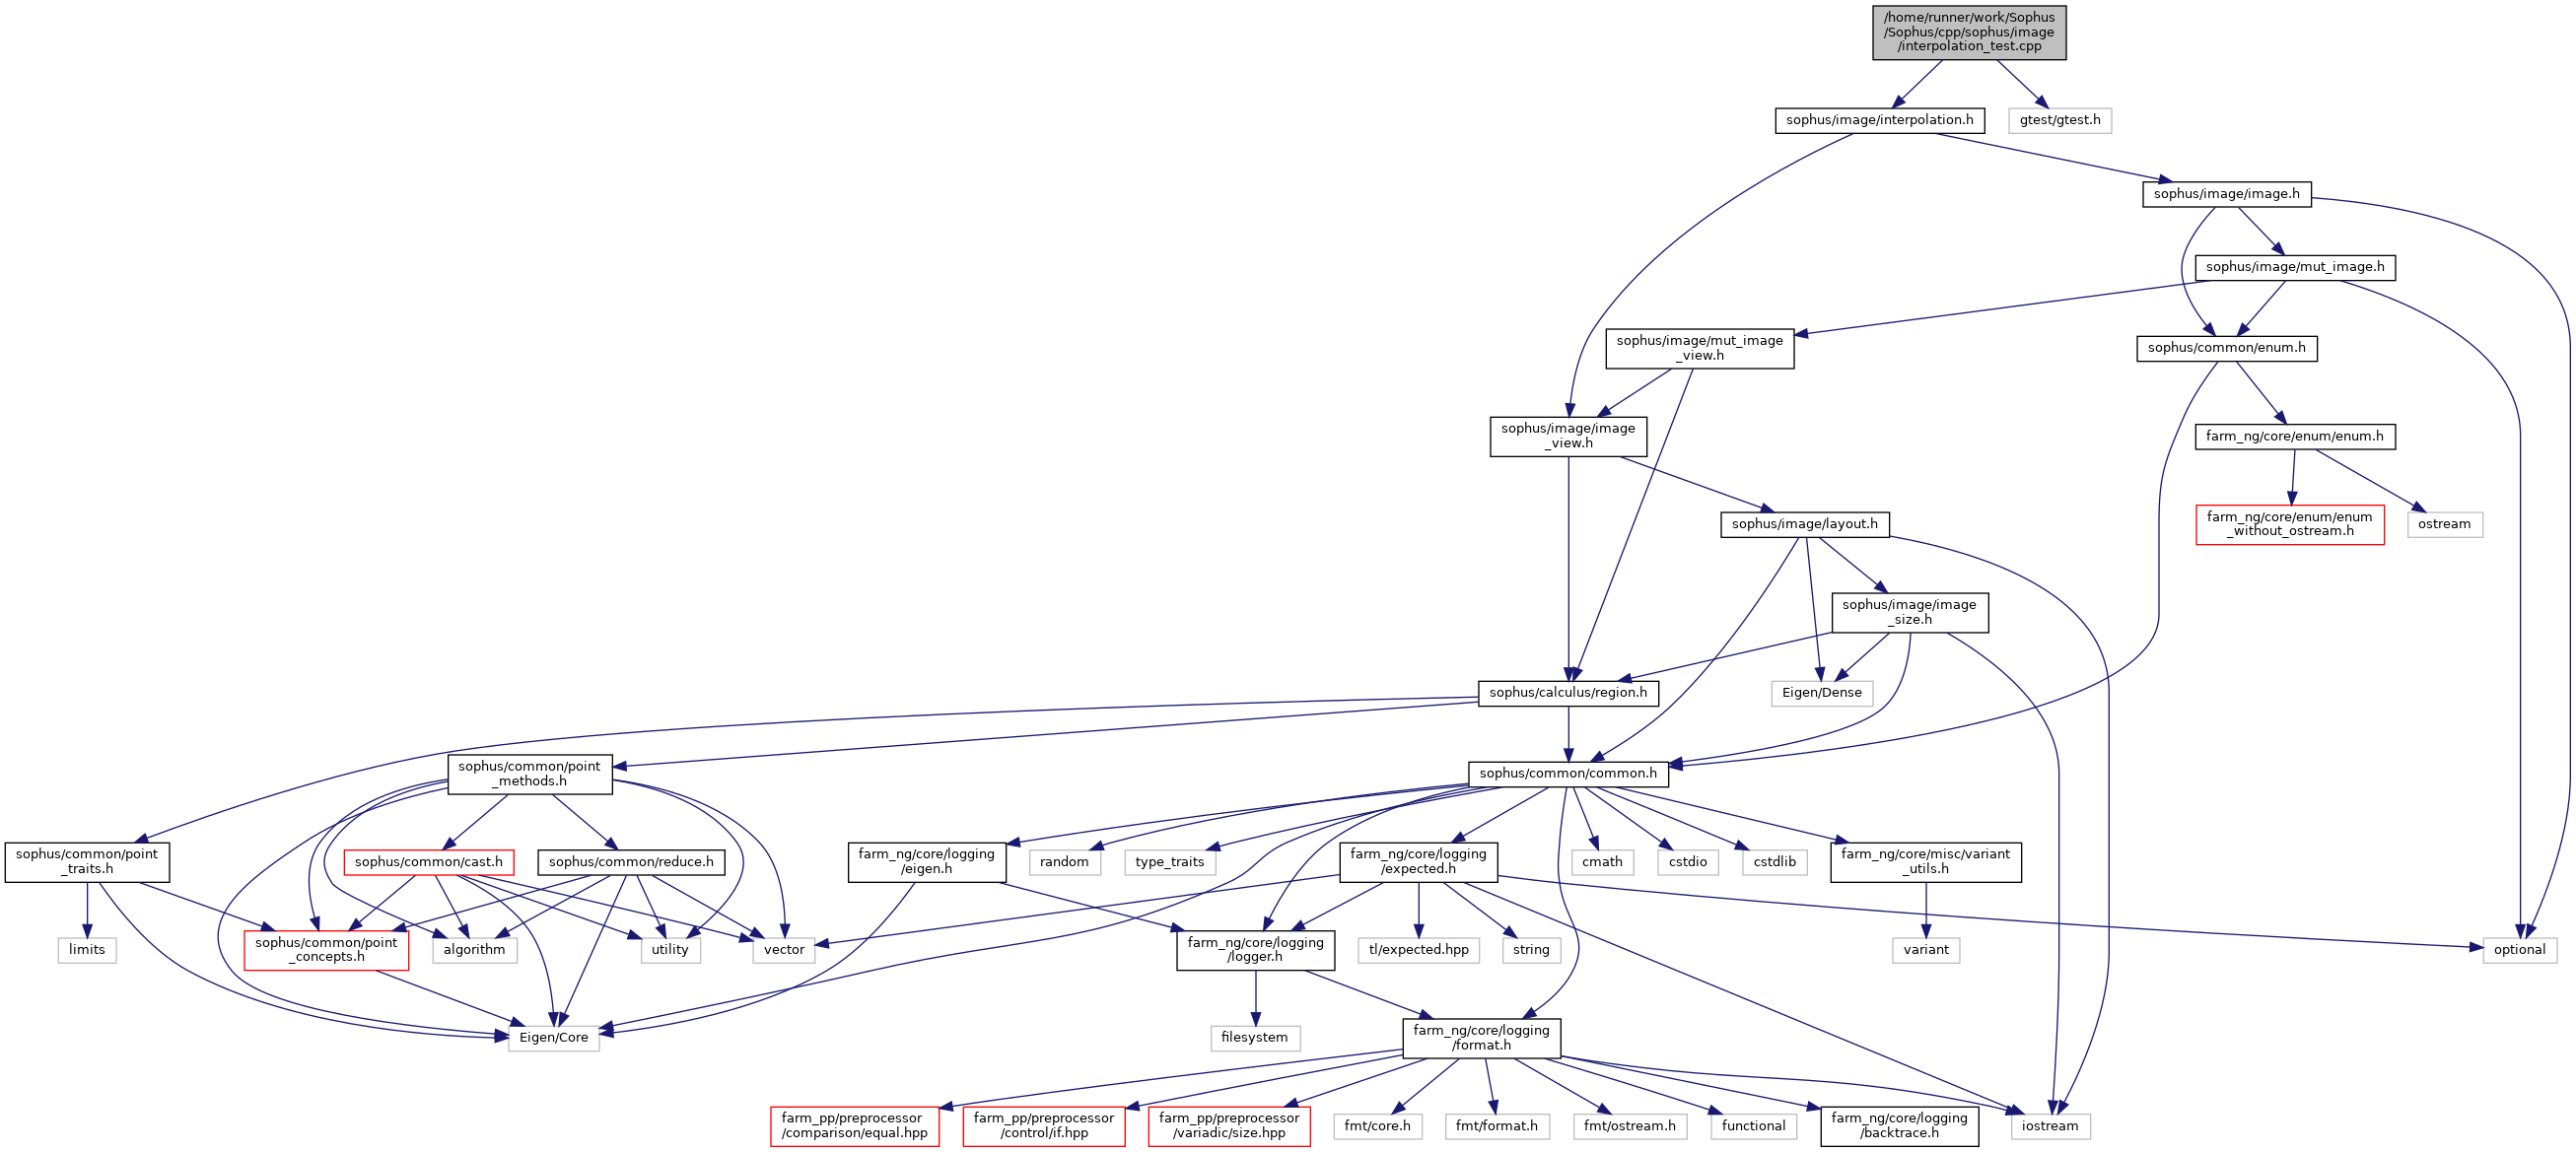 /home/runner/work/Sophus
/Sophus/cpp/sophus/image
/interpolation_test.cpp
sophus/image/interpolation.h
gtest/gtest.h
sophus/image/image.h
sophus/image/mut_image.h
sophus/image/mut_image
_view.h
sophus/common/enum.h
sophus/image/image
_view.h
farm_ng/core/enum/enum.h
sophus/image/layout.h
farm_ng/core/enum/enum
_without_ostream.h
ostream
sophus/image/image
_size.h
sophus/calculus/region.h
Eigen/Dense
sophus/common/point
_methods.h
sophus/common/common.h
sophus/common/point
_traits.h
sophus/common/cast.h
sophus/common/reduce.h
farm_ng/core/logging
/eigen.h
random
type_traits
farm_ng/core/logging
/expected.h
cmath
cstdio
cstdlib
farm_ng/core/misc/variant
_utils.h
limits
sophus/common/point
_concepts.h
algorithm
utility
vector
farm_ng/core/logging
/logger.h
tl/expected.hpp
string
variant
optional
Eigen/Core
filesystem
farm_ng/core/logging
/format.h
farm_pp/preprocessor
/comparison/equal.hpp
farm_pp/preprocessor
/control/if.hpp
farm_pp/preprocessor
/variadic/size.hpp
fmt/core.h
fmt/format.h
fmt/ostream.h
functional
farm_ng/core/logging
/backtrace.h
iostream